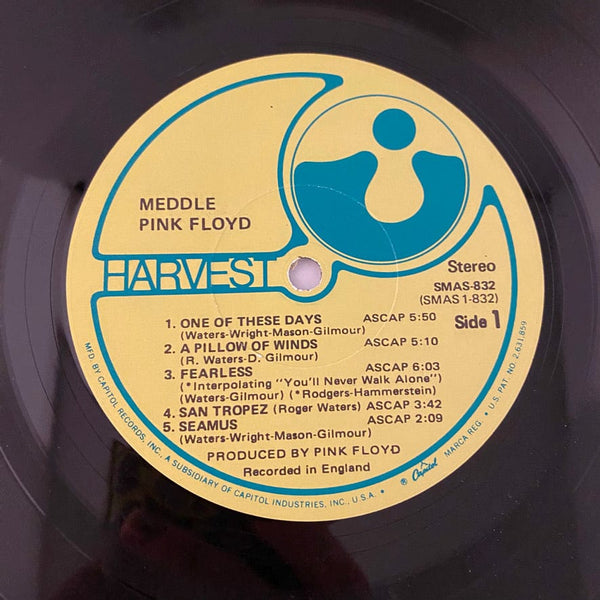 MEDDLE
PINK FLOYD
HARVEST
Stereo
SMAS-832
(SMAS 1-832)
Side 1
1. ONE OF THESE DAYS ASCAP 5:50
(Waters-Wright-Mason-Gilmour)
2. A PILLOW OF WINDS ASCAP 5:10
(R. Waters-D. Gilmour)
3. FEARLESS ASCAP 6:03
(*Interpolating "You'll Never Walk Alone")
(Waters-Gilmour) (*Rodgers-Hammerstein)
4. SAN TROPEZ (Roger Waters) ASCAP 3:42
5. SEAMUS ASCAP 2:09
(Waters-Wright-Mason-Gilmour)
PRODUCED BY PINK FLOYD
Recorded in England
MFD. BY CAPITOL RECORDS, INC., A SUBSIDIARY OF CAPITOL INDUSTRIES, INC., U.S.A. • ® Capitol MARCA REG. • U.S. PAT. NO. 2,631,859